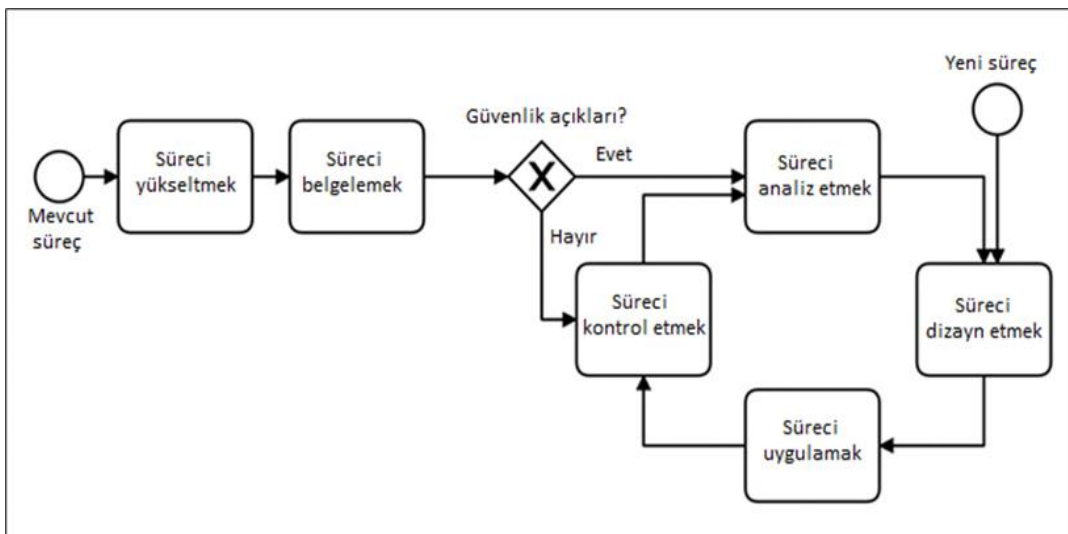 Mevcut
süreç
Süreci
yükseltmek
Süreci
belgelemek
Güvenlik açıkları?
Evet
Hayır
Süreci
analiz etmek
Yeni süreç
Süreci
kontrol etmek
Süreci
dizayn etmek
Süreci
uygulamak